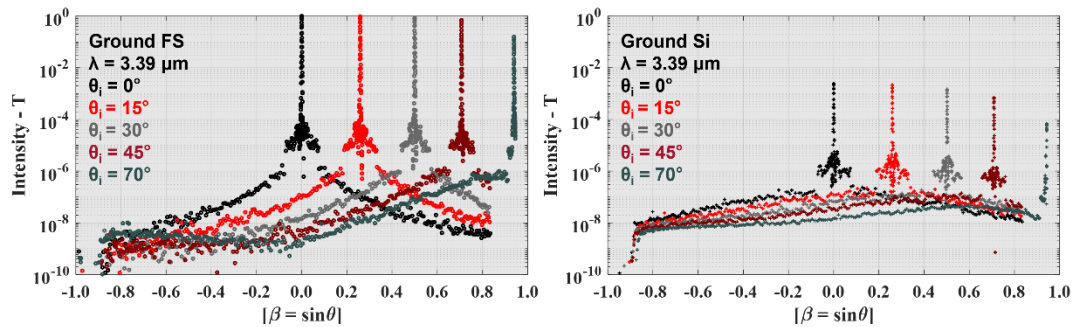 Ground FS
λ = 3.39 μm
θi = 0°
θi = 15°
θi = 30°
θi = 45°
θi = 70°
Intensity - T
10^0
10^-2
10^-4
10^-6
10^-8
10^-10
-1.0 -0.8 -0.6 -0.4 -0.2 0.0 0.2 0.4 0.6 0.8 1.0
[β = sinθ]
Ground Si
λ = 3.39 μm
θi = 0°
θi = 15°
θi = 30°
θi = 45°
θi = 70°
Intensity - T
10^0
10^-2
10^-4
10^-6
10^-8
10^-10
-1.0 -0.8 -0.6 -0.4 -0.2 0.0 0.2 0.4 0.6 0.8 1.0
[β = sinθ]